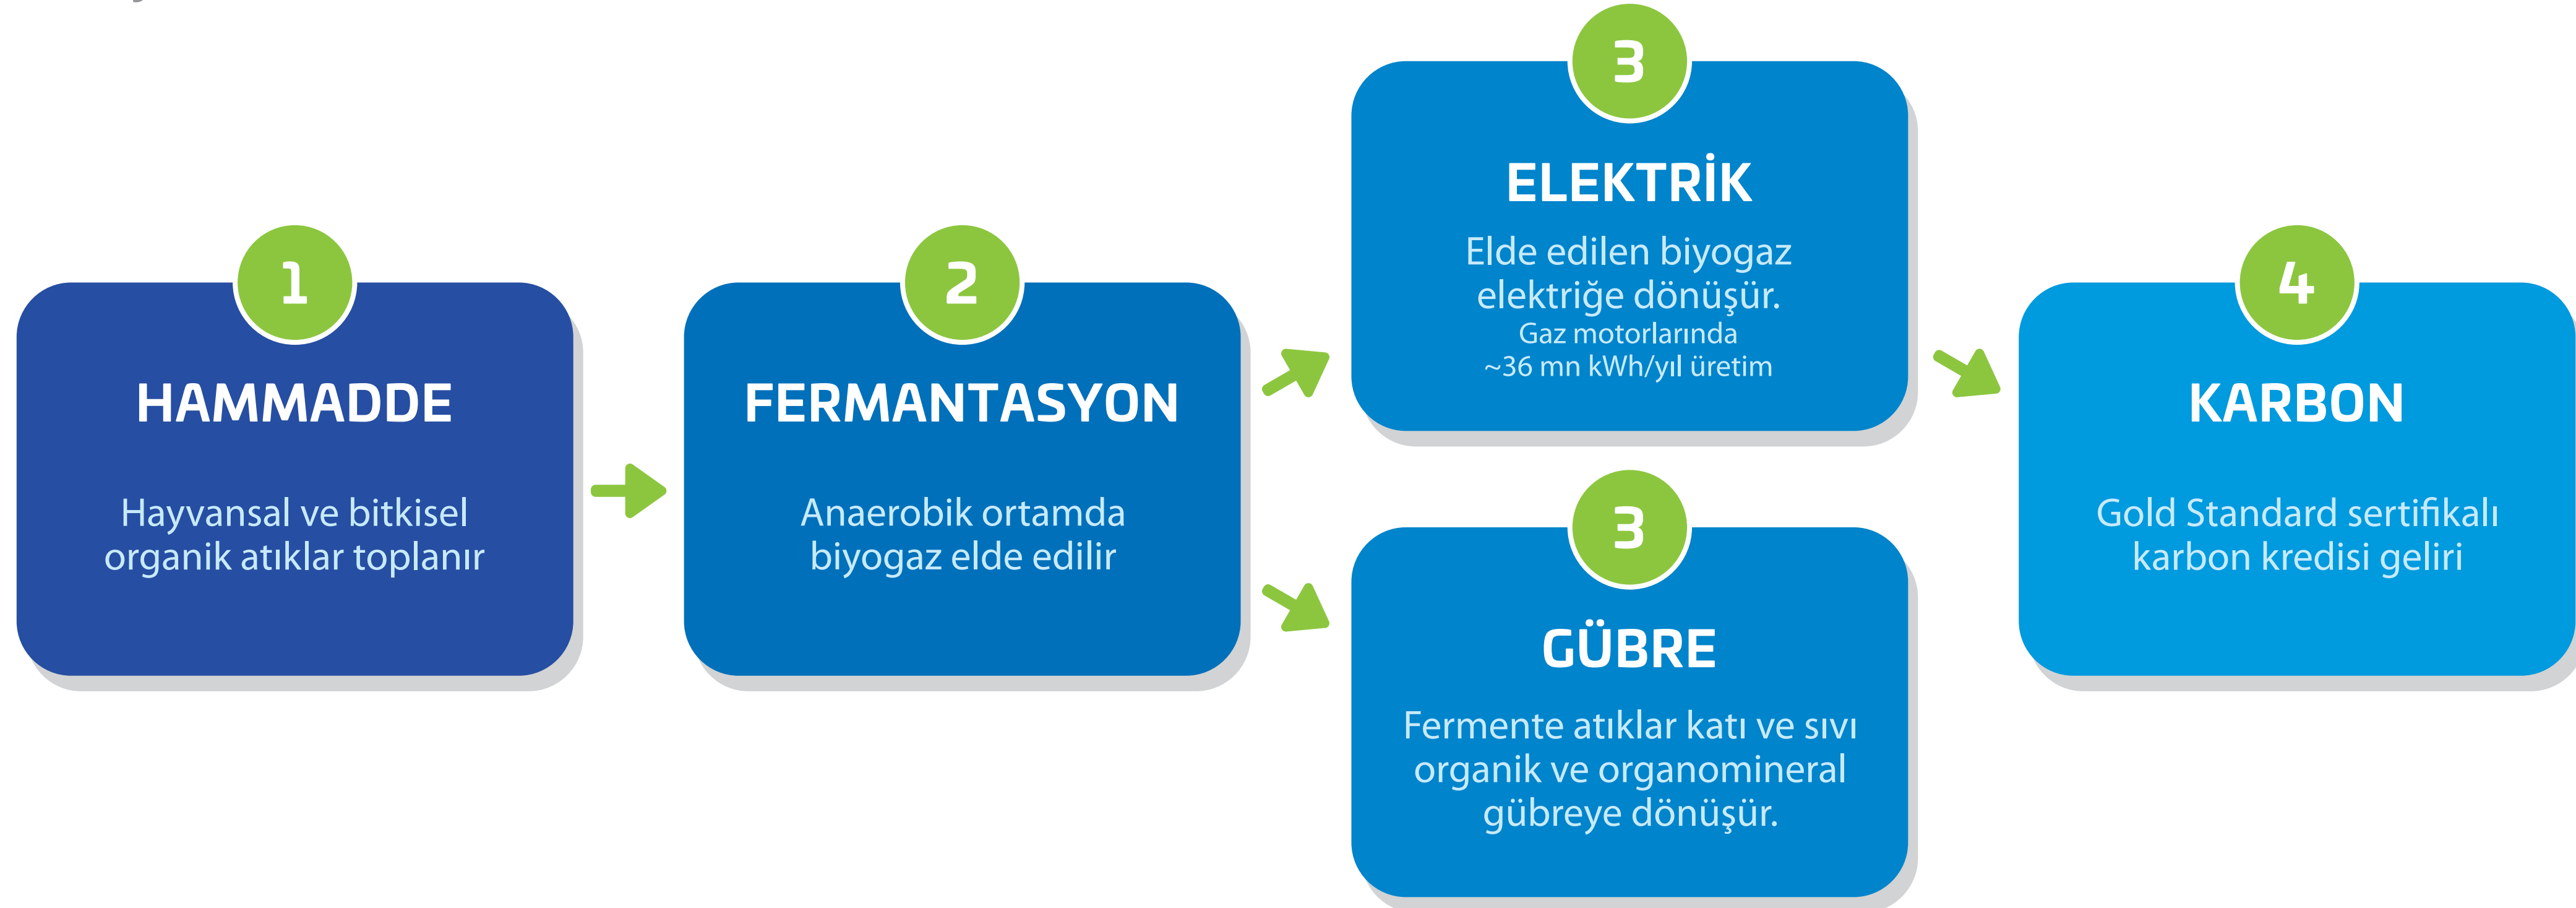 1
HAMMADDE
Hayvansal ve bitkisel
organik atıklar toplanır
2
FERMANTASYON
Anaerobik ortamda
biyogaz elde edilir
3
ELEKTRİK
Elde edilen biyogaz
elektriğe dönüşür.
Gaz motorlarında
~36 mn kWh/yıl üretim
3
GÜBRE
Fermente atıklar katı ve sıvı
organik ve organomineral
gübreye dönüşür.
4
KARBON
Gold Standard sertifikalı
karbon kredisi geliri